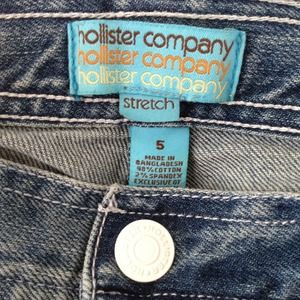 hollister company
hollister company
hollister company
stretch
5
MADE IN
BANGLADESH
98% COTTON
2% SPANDEX
EXCLUSIVE OF